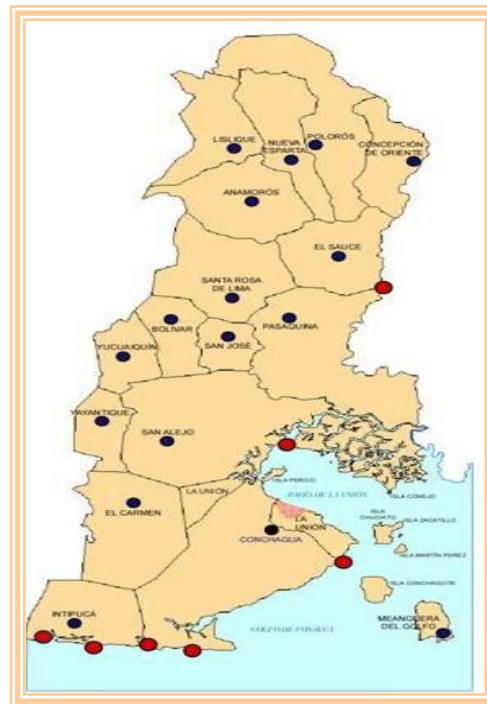 LISLIQUE
NUEVA
ESPARTA
POLORÓS
CONCEPCIÓN
DE ORIENTE
ANAMORÓS
EL SAUCE
SANTA ROSA
DE LIMA
BOLIVAR
SAN JOSÉ
PASAQUINA
YUCUAIQUÍN
YAYANTIQUE
SAN ALEJO
ISLA PERICO
LA UNIÓN
BAHÍA DE LA UNIÓN
ISLA CONEJO
EL CARMEN
LA
UNIÓN
CONCHAGUA
ISLA
ISLA ZACATILLO
ISLA MARTÍN PÉREZ
ISLA CONCHAGÜITA
INTIPUCÁ
GOLFO DE FONSECA
MEANGUERA
DEL GOLFO